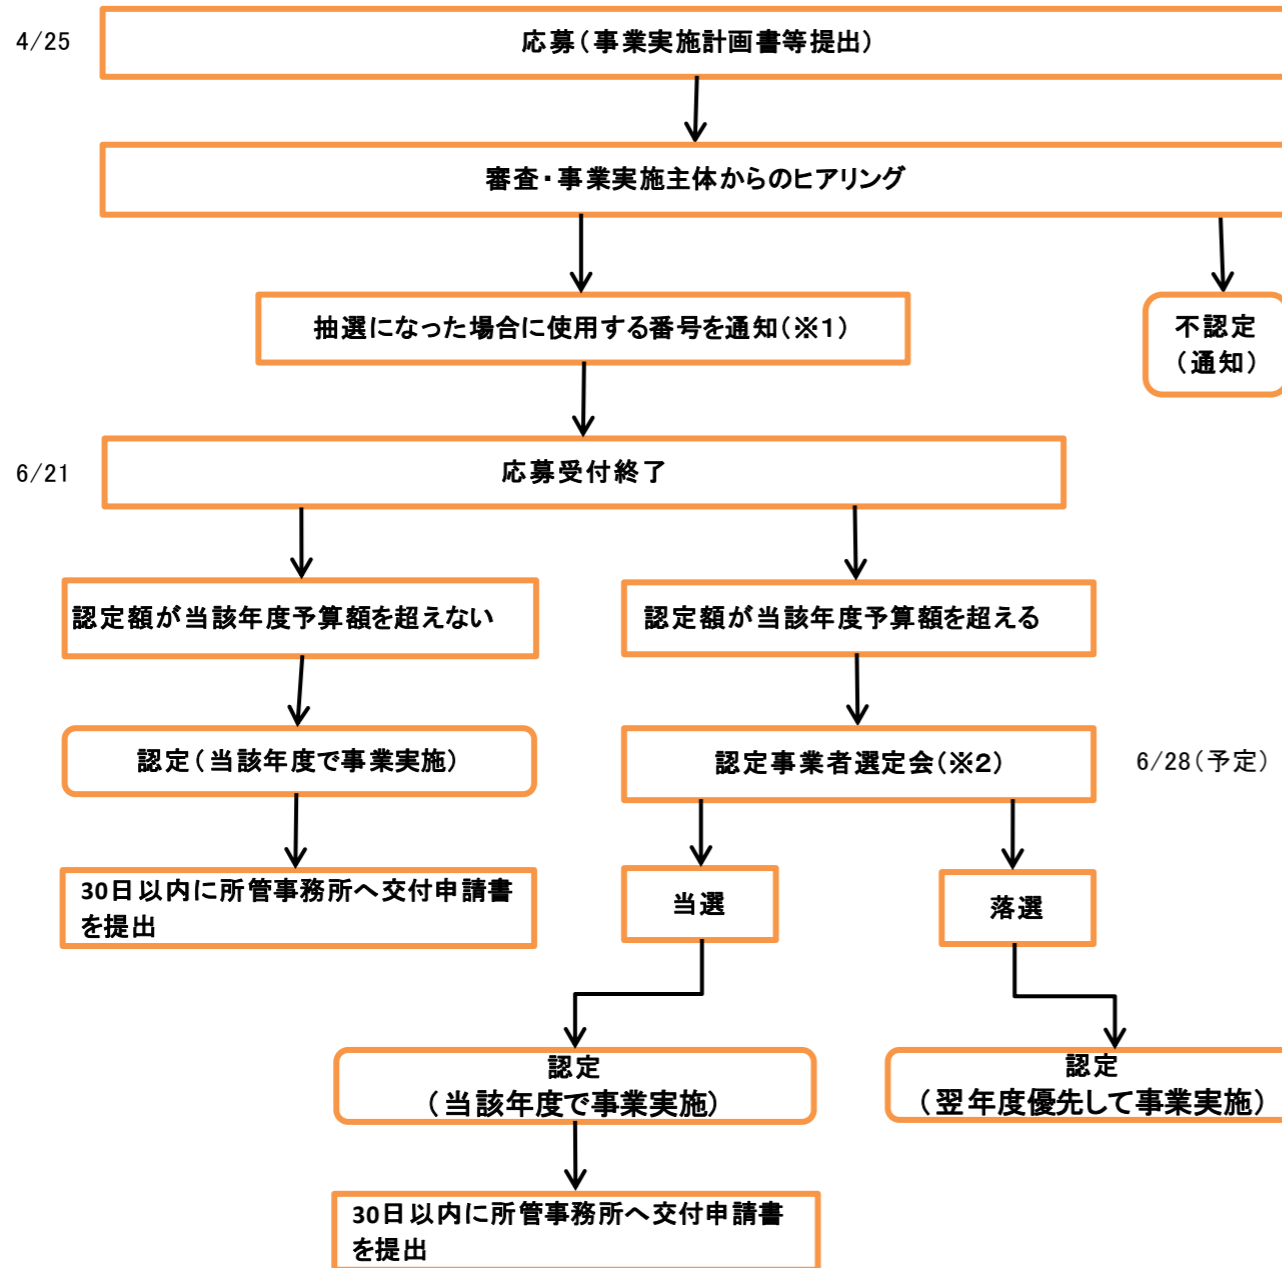 4/25
応募(事業実施計画書等提出)
審査・事業実施主体からのヒアリング
抽選になった場合に使用する番号を通知(※1)
不認定
(通知)
6/21
応募受付終了
認定額が当該年度予算額を超えない
認定額が当該年度予算額を超える
認定(当該年度で事業実施)
認定事業者選定会(※2)
6/28(予定)
30日以内に所管事務所へ交付申請書
を提出
当選
落選
認定
(当該年度で事業実施)
認定
(翌年度優先して事業実施)
30日以内に所管事務所へ交付申請書
を提出